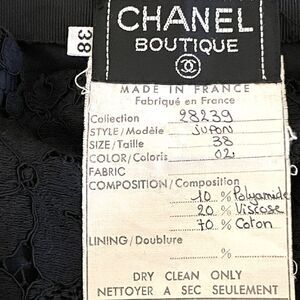 CHANEL
BOUTIQUE
38
MADE IN FRANCE
Fabriqué en France
Collection 28239
STYLE/Modèle JUPON
SIZE/Taille 38
COLOR/Coloris 02.
FABRIC
COMPOSITION/Composition
10 % Polyamide
20 % Viscose
70 % Coton
LINING/Doublure
%
DRY CLEAN ONLY
NETTOYER A SEC SEULEMENT